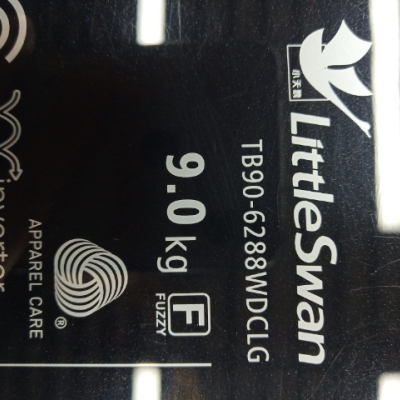 小天鹅
LittleSwan
TB90-6288WDCLG
9.0kg
F
FUZZY
APPAREL CARE
®
inverter